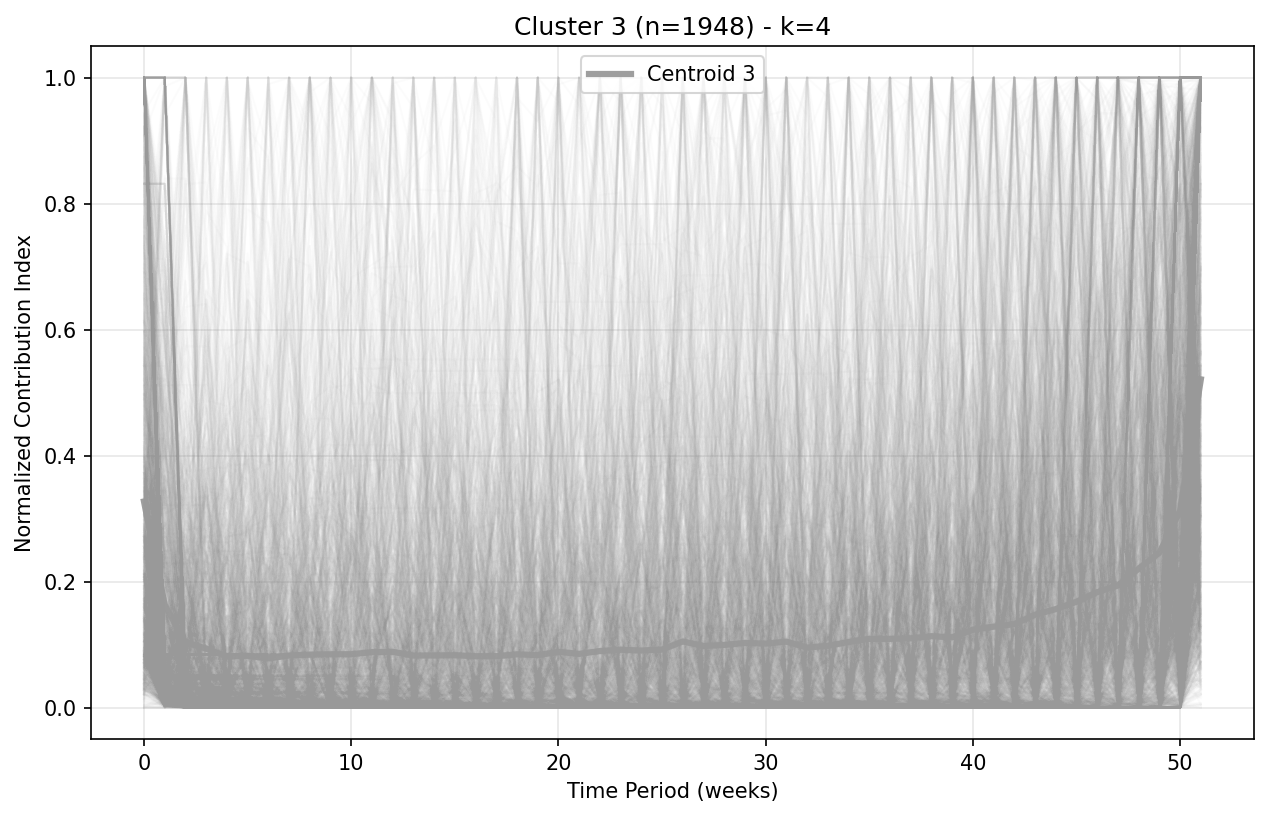 Cluster 3 (n=1948) - k=4
Centroid 3
1.0
0.8
0.6
0.4
0.2
0.0
Normalized Contribution Index
0 10 20 30 40 50
Time Period (weeks)